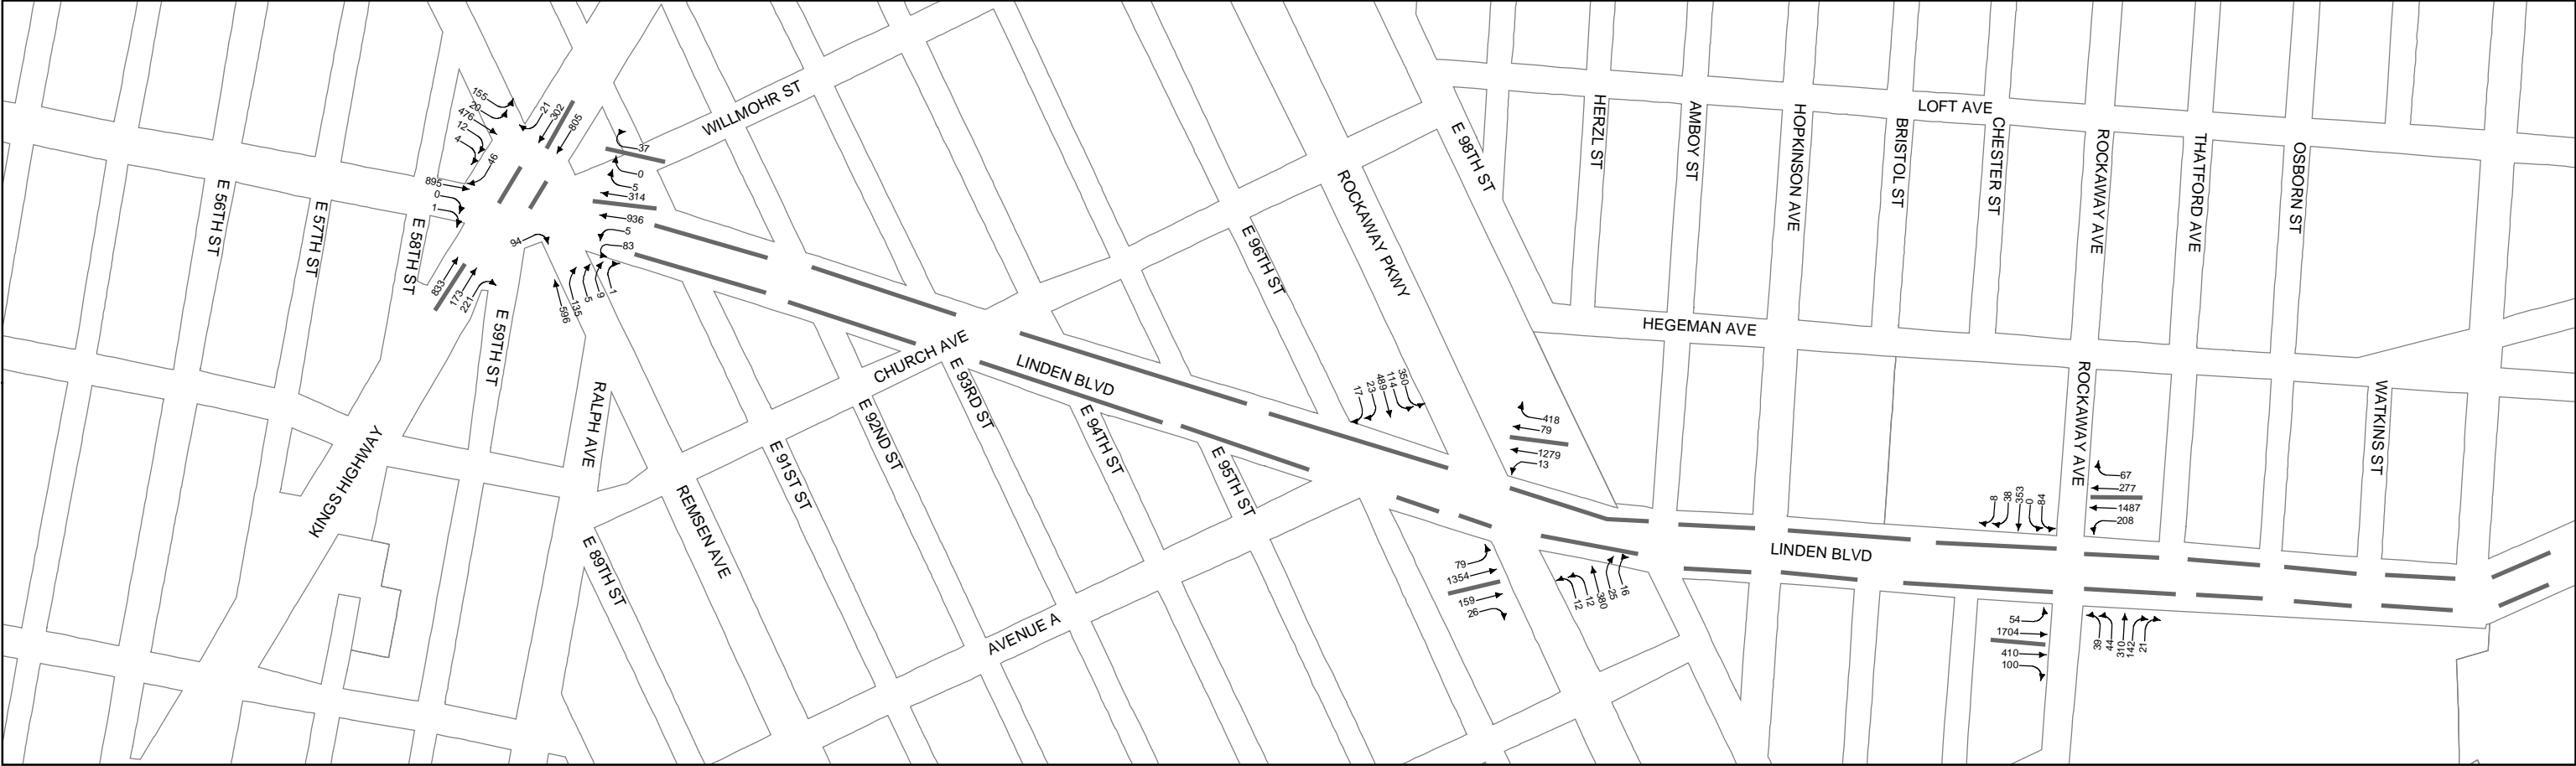 155
20
476
12
4
46
21
302
805
37
0
5
314
936
5
83
895
0
1
94
833
173
221
596
135
5
9
1
WILLMOHR ST
E 56TH ST
E 57TH ST
E 58TH ST
E 59TH ST
KINGS HIGHWAY
RALPH AVE
E 89TH ST
REMSEN AVE
E 91ST ST
E 92ND ST
CHURCH AVE
E 93RD ST
LINDEN BLVD
E 94TH ST
E 95TH ST
AVENUE A
E 96TH ST
ROCKAWAY PKWY
E 98TH ST
17
23
489
114
350
418
79
1279
13
79
1354
159
26
12
12
380
25
16
HERZL ST
AMBOY ST
HOPKINSON AVE
BRISTOL ST
LOFT AVE
CHESTER ST
ROCKAWAY AVE
THATFORD AVE
OSBORN ST
HEGEMAN AVE
ROCKAWAY AVE
WATKINS ST
LINDEN BLVD
8
38
353
0
84
67
277
1487
208
54
1704
410
100
39
44
310
142
21